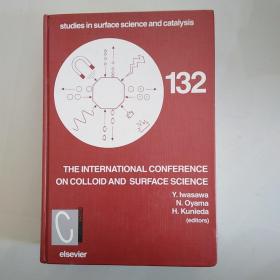 studies in surface science and catalysis
132
THE INTERNATIONAL CONFERENCE
ON COLLOID AND SURFACE SCIENCE
Y. Iwasawa
N. Oyama
H. Kunieda
(editors)
elsevier